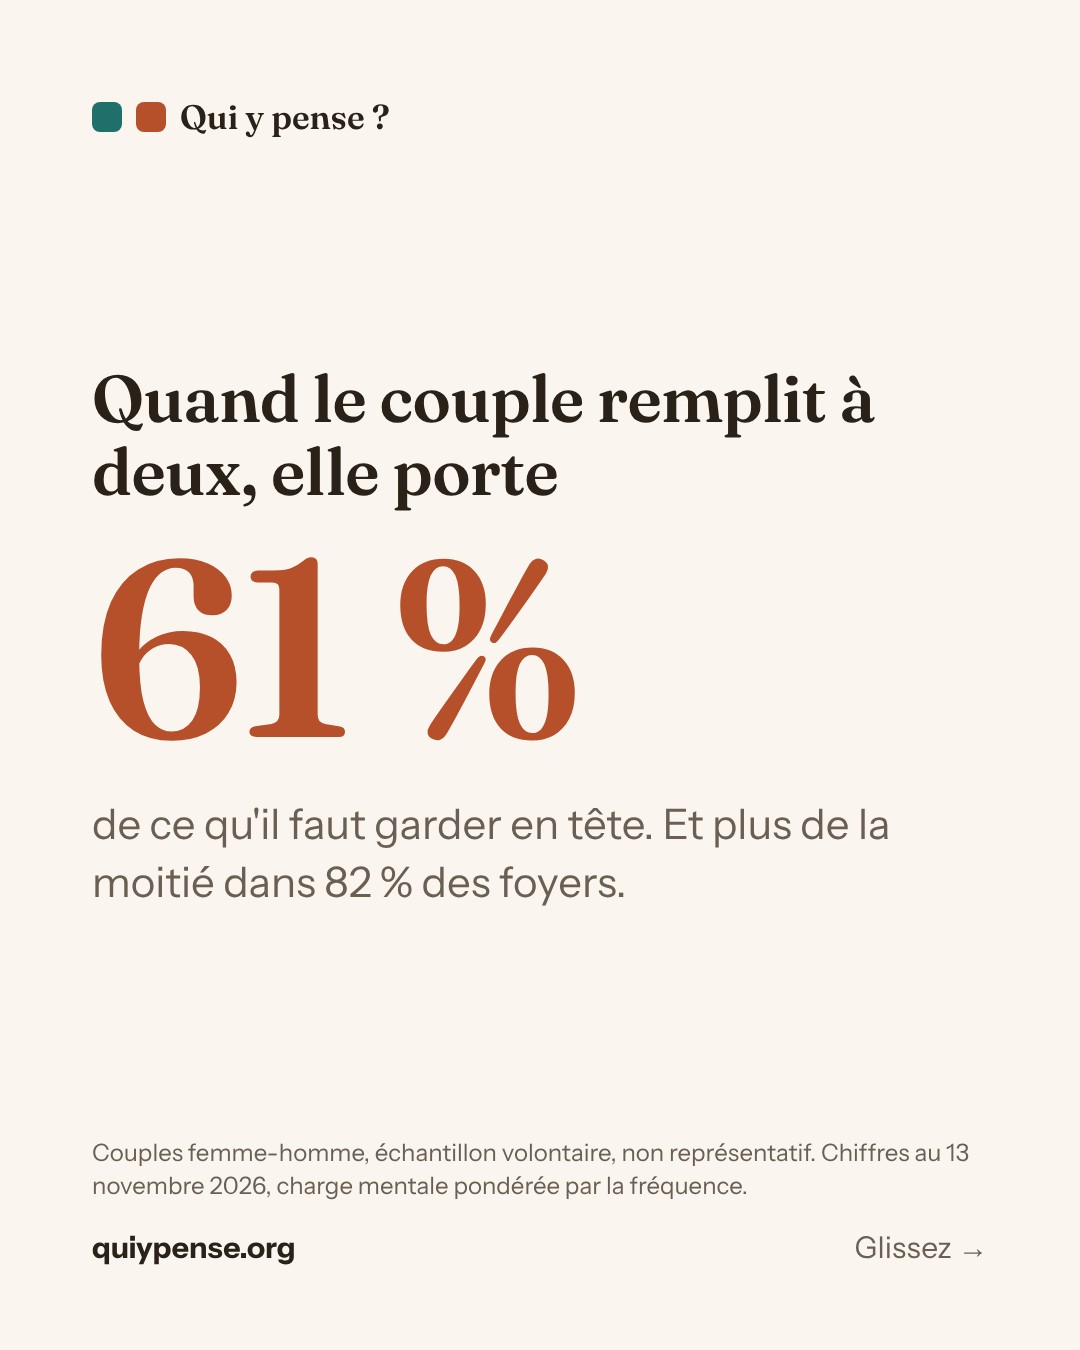 Qui y pense ?
Quand le couple remplit à
deux, elle porte
61 %
de ce qu'il faut garder en tête. Et plus de la
moitié dans 82 % des foyers.
Couples femme-homme, échantillon volontaire, non représentatif. Chiffres au 13
novembre 2026, charge mentale pondérée par la fréquence.
quiypense.org
Glissez →